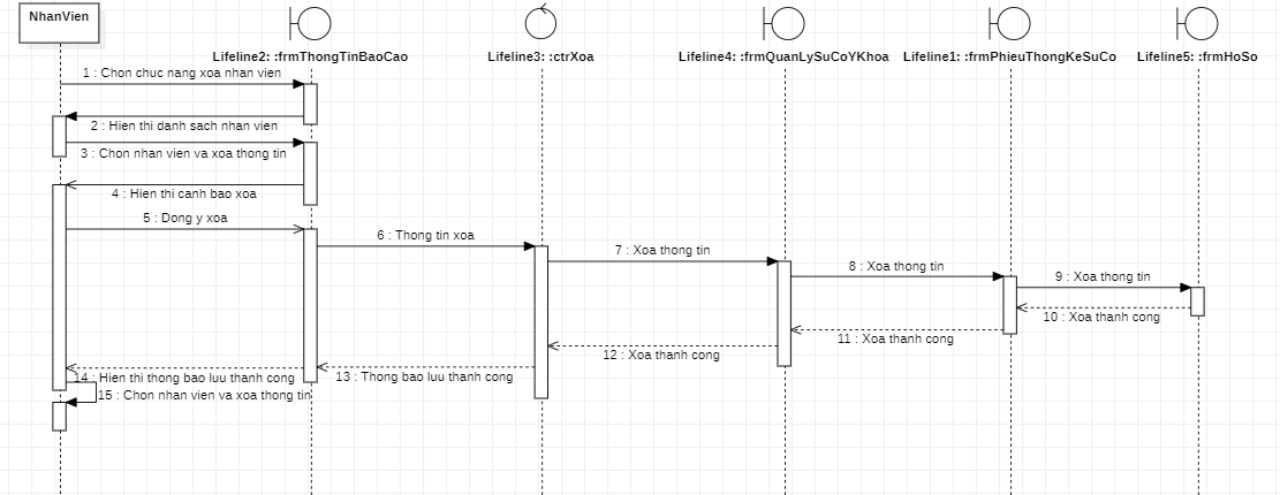 NhanVien
Lifeline2: :frmThongTinBaoCao
Lifeline3: :ctrXoa
Lifeline4: :frmQuanLySuCoYKhoa
Lifeline1: :frmPhieuThongKeSuCo
Lifeline5: :frmHoSo
1 : Chon chuc nang xoa nhan vien
2 : Hien thi danh sach nhan vien
3 : Chon nhan vien va xoa thong tin
4 : Hien thi canh bao xoa
5 : Dong y xoa
6 : Thong tin xoa
7 : Xoa thong tin
8 : Xoa thong tin
9 : Xoa thong tin
10 : Xoa thanh cong
11 : Xoa thanh cong
12 : Xoa thanh cong
13 : Thong bao luu thanh cong
14 : Hien thi thong bao luu thanh cong
15 : Chon nhan vien va xoa thong tin